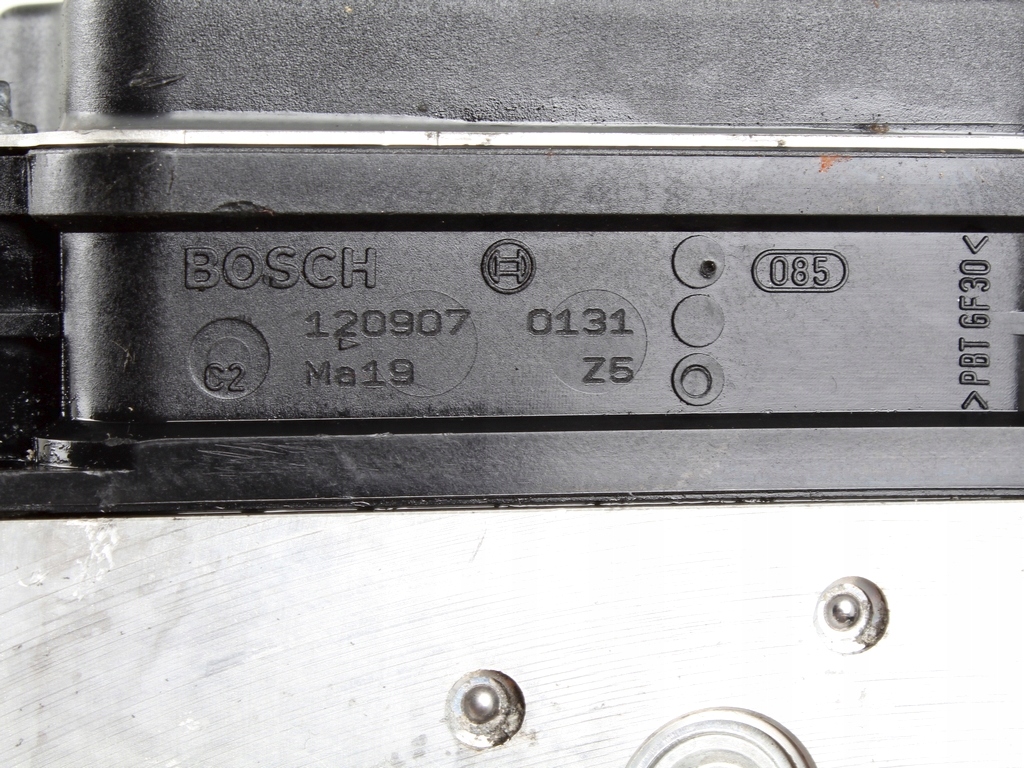 BOSCH
085
120907 0131
C2
Ma19 Z5
>PBT GF30<